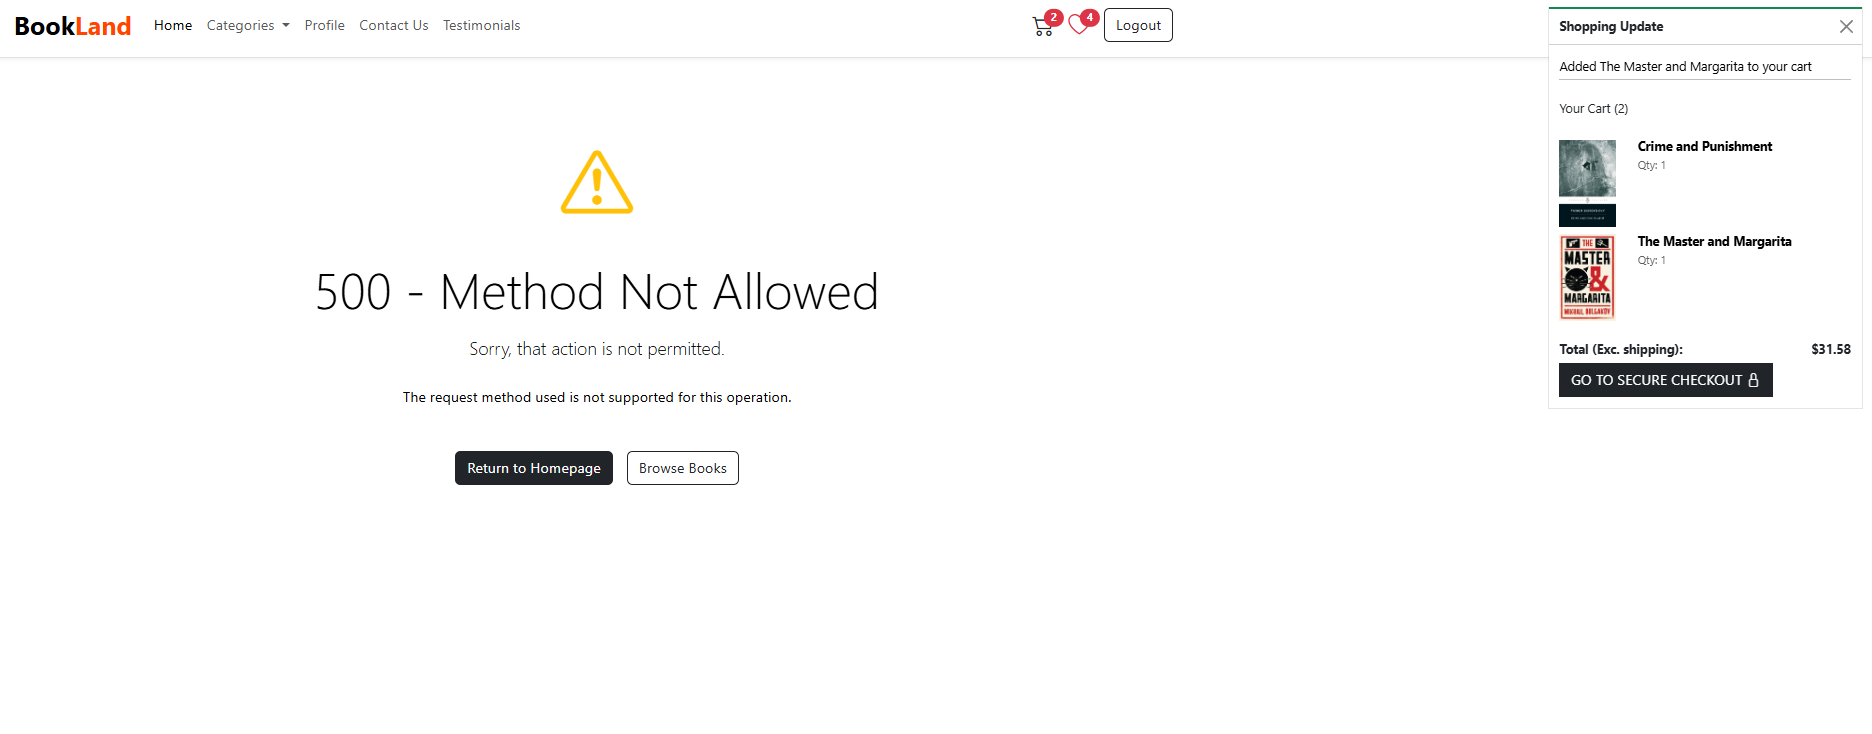 BookLand Home Categories Profile Contact Us Testimonials 2 4 Logout
500 - Method Not Allowed
Sorry, that action is not permitted.
The request method used is not supported for this operation.
Return to Homepage Browse Books
Shopping Update
Added The Master and Margarita to your cart
Your Cart (2)
Crime and Punishment
Qty: 1
THE
MASTER
&
MARGARITA
MIKHAIL BULGAKOV
The Master and Margarita
Qty: 1
Total (Exc. shipping): $31.58
GO TO SECURE CHECKOUT